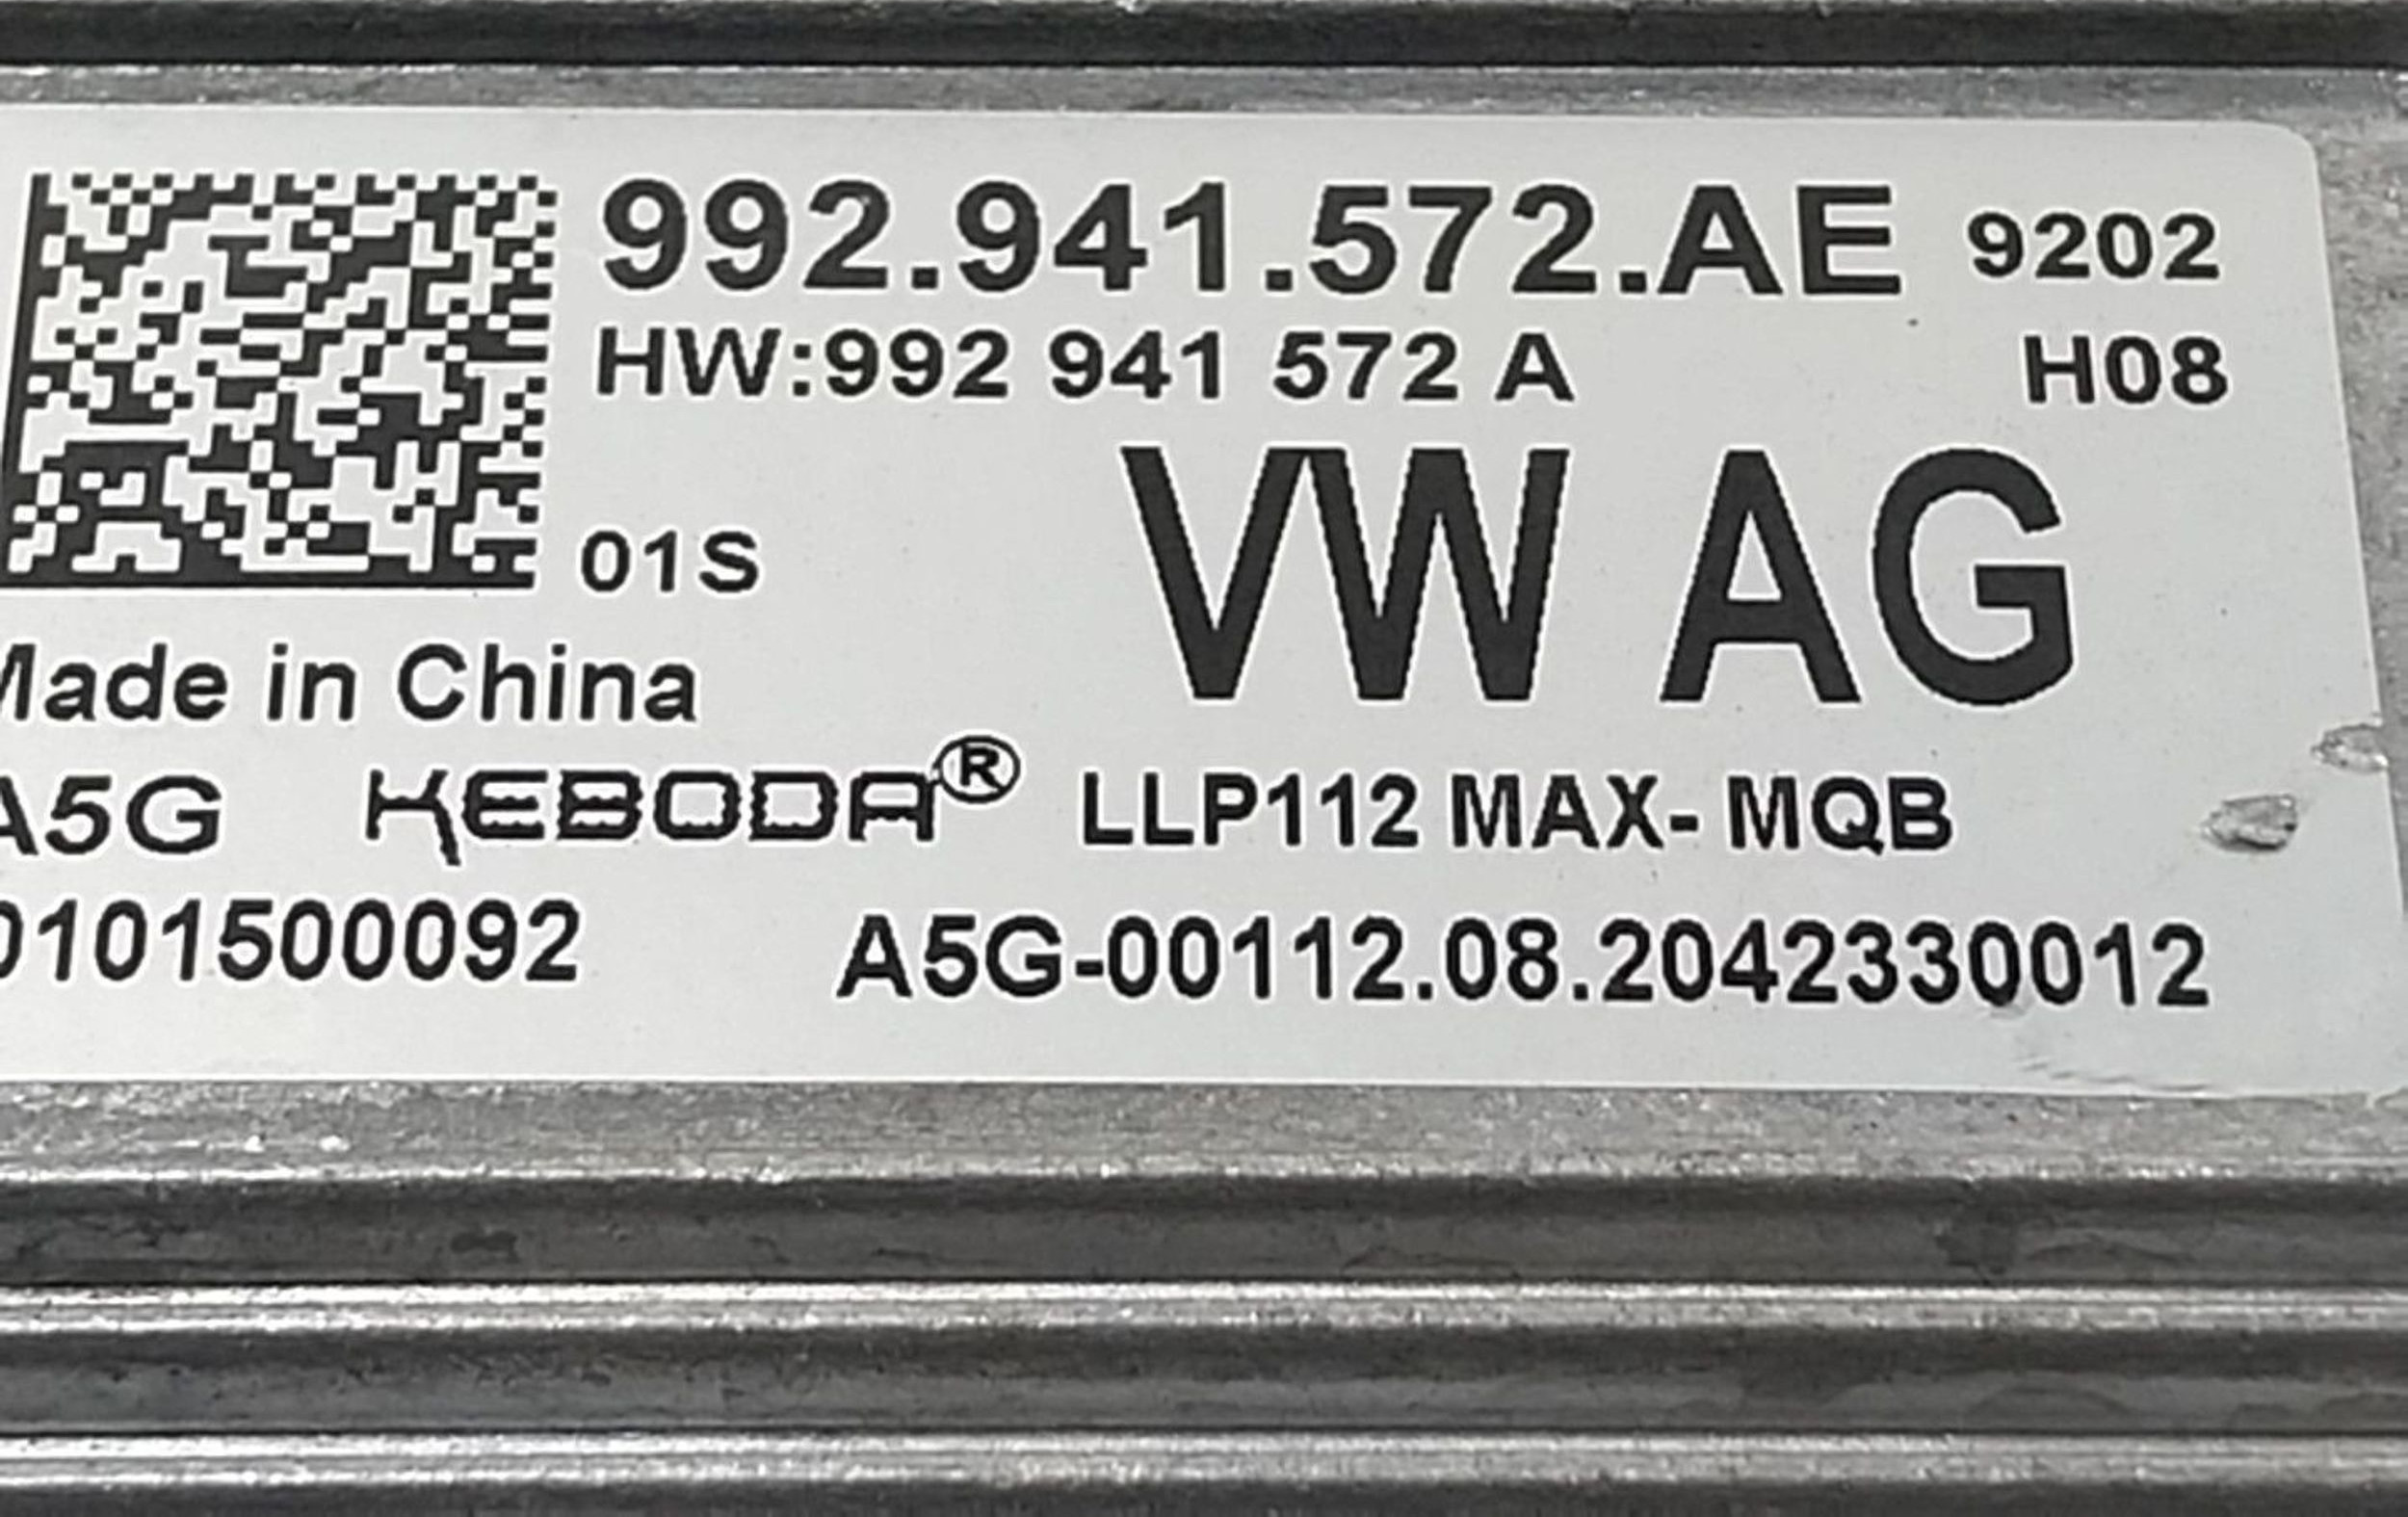 992.941.572.AE 9202
HW:992 941 572 A H08
VW AG
01S
Made in China
A5G KEBODA® LLP112 MAX- MQB
0101500092 A5G-00112.08.2042330012